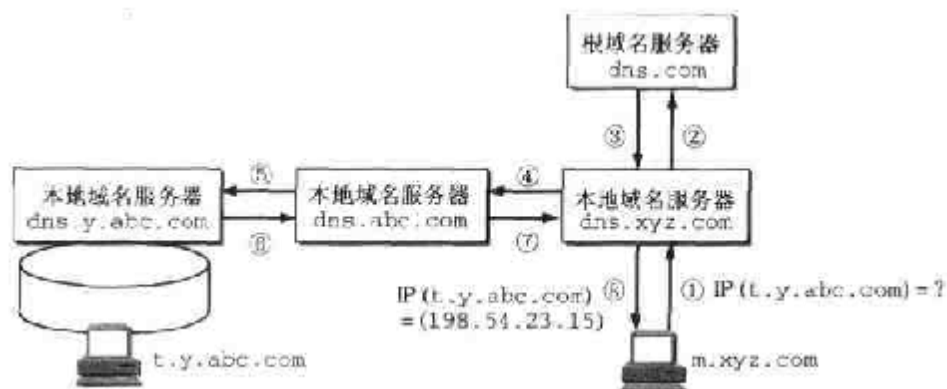 根域名服务器
dns.com
③ ②
⑤ ④
本地域名服务器
dns.y.abc.com
本地域名服务器
dns.abc.com
本地域名服务器
dns.xyz.com
⑥ ⑦
IP(t.y.abc.com)
=(198.54.23.15)
⑧
① IP(t.y.abc.com)=?
t.y.abc.com
m.xyz.com